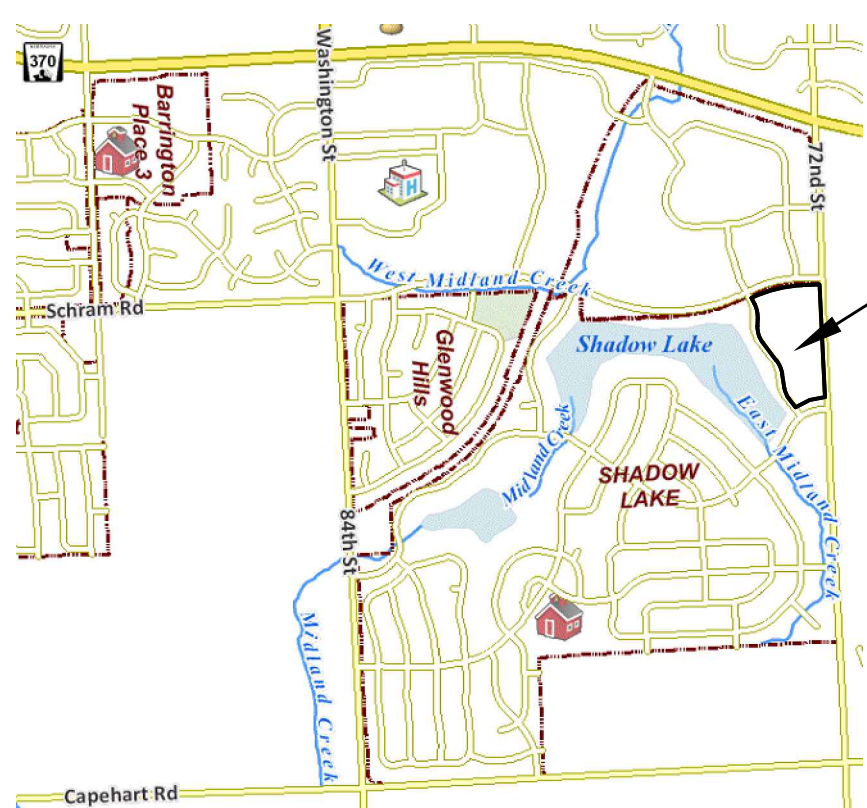 NEBRASKA
370
Washington St
Barrington
Place 3
H
72nd St
West Midland Creek
Schram Rd
Shadow Lake
Glenwood
Hills
Midland Creek
East Midland Creek
SHADOW
LAKE
84th St
Midland Creek
Capehart Rd